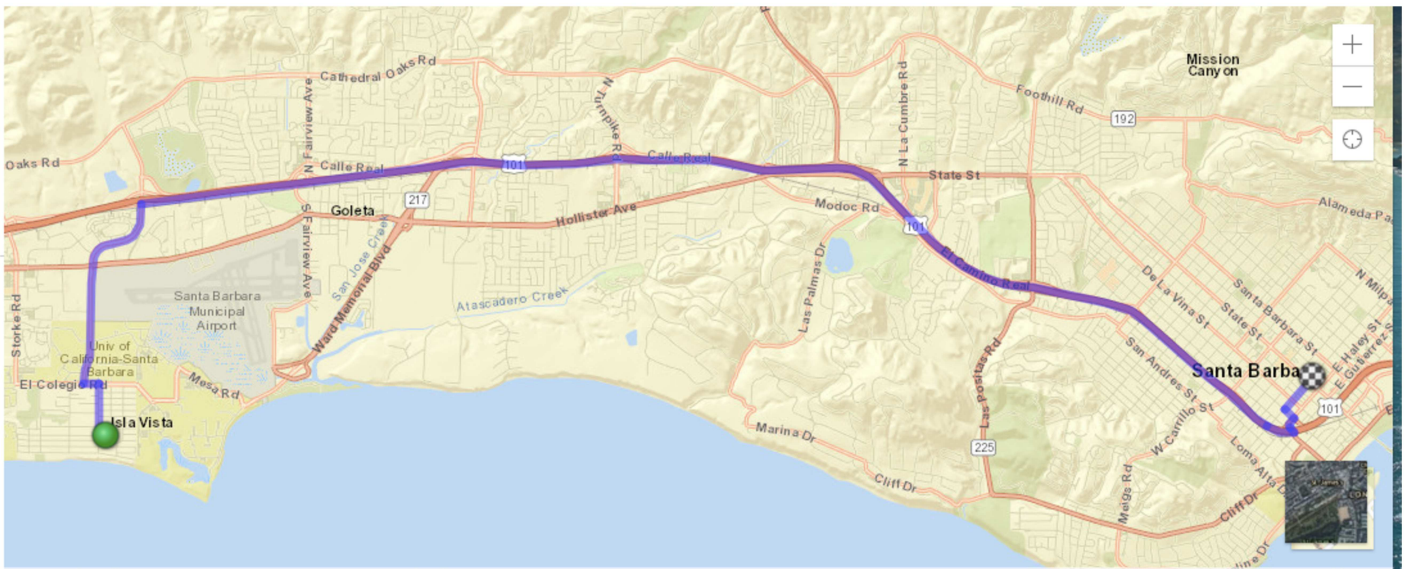 Mission
Canyon
Cathedral Oaks Rd
N Turnpike Rd
N Fairview Ave
N La Cumbre Rd
Foothill Rd
192
Oaks Rd
Calle Real
101
Calle Real
State St
217
Goleta
Hollister Ave
Modoc Rd
Alameda Pa
101
S Fairview Ave
San Jose Creek
Ward Memorial Blvd
Las Palmas Dr
El Camino Real
De La Vina St
Santa Barbara St
State St
N Milpa
Atascadero Creek
Santa Barbara
Municipal
Airport
Storke Rd
Univ of
California-Santa
Barbara
El Colegio Rd
Mesa Rd
Las Positas Rd
San Andres St
E Haley St
E Gutierrez S
Santa Barba
101
Isla Vista
W Carrillo St
Marina Dr
225
Loma Alta D
Cliff Dr
Meigs Rd
Cliff Dr
line Dr